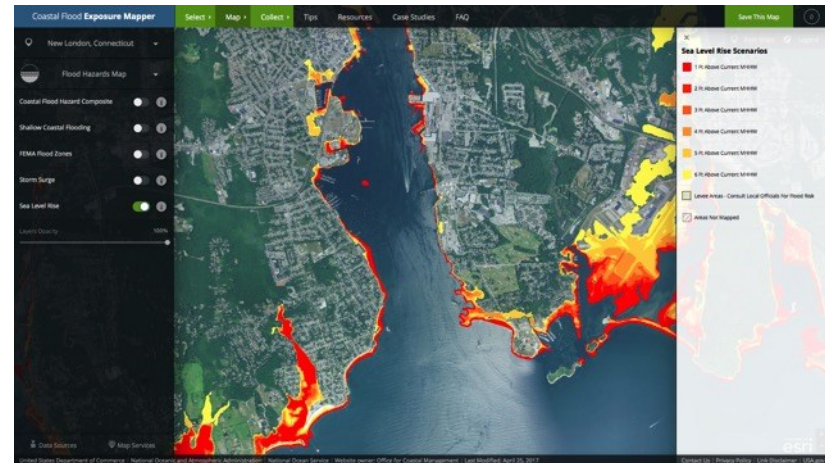 Coastal Flood Exposure Mapper
Select
Map
Collect
Tips
Resources
Case Studies
FAQ
Save This Map
New London, Connecticut
Flood Hazards Map
Coastal Flood Hazard Composite
Shallow Coastal Flooding
FEMA Flood Zones
Storm Surge
Sea Level Rise
Layers Opacity 100%
Data Sources
Map Services
Sea Level Rise Scenarios
1 Ft Above Current MHHW
2 Ft Above Current MHHW
3 Ft Above Current MHHW
4 Ft Above Current MHHW
5 Ft Above Current MHHW
6 Ft Above Current MHHW
Levee Areas - Consult Local Officials For Flood Risk
Areas Not Mapped
esri
United States Department of Commerce | National Oceanic and Atmospheric Administration | National Ocean Service | Website owner: Office for Coastal Management | Last Modified: April 25, 2017
Contact Us | Privacy Policy | Link Disclaimer | USA.gov